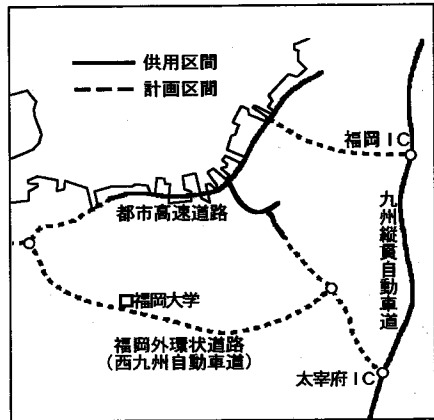 供用区間
計画区間
福岡IC
都市高速道路
九州縦貫自動車道
福岡大学
福岡外環状道路
(西九州自動車道)
太宰府IC